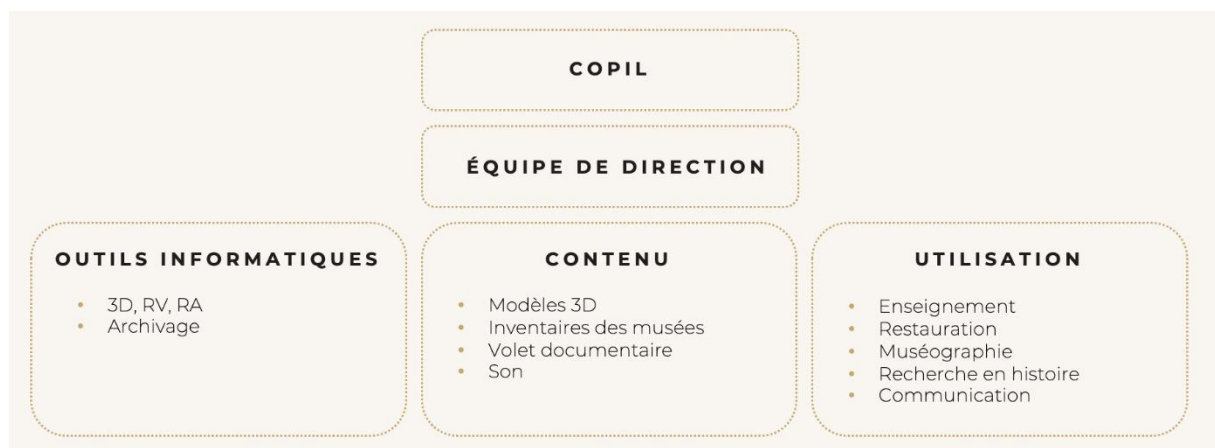 COPIL
ÉQUIPE DE DIRECTION
OUTILS INFORMATIQUES
• 3D, RV, RA
• Archivage
CONTENU
• Modèles 3D
• Inventaires des musées
• Volet documentaire
• Son
UTILISATION
• Enseignement
• Restauration
• Muséographie
• Recherche en histoire
• Communication